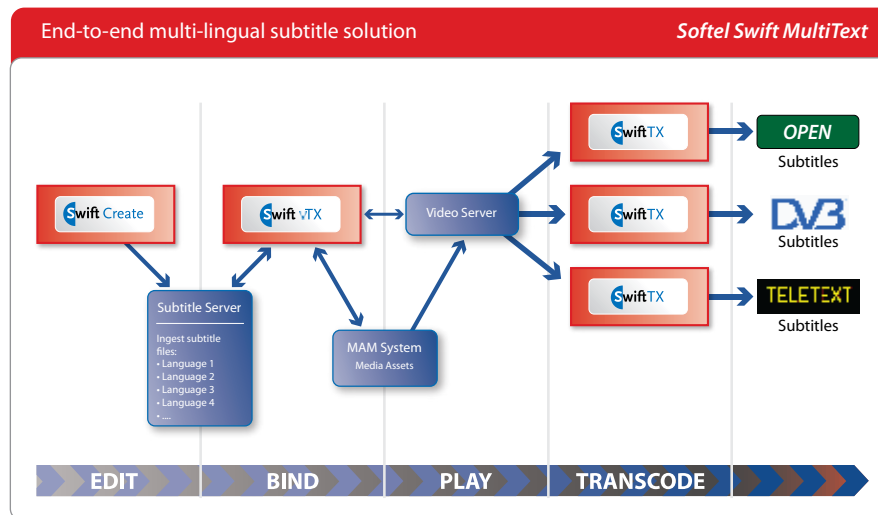 End-to-end multi-lingual subtitle solution
Softel Swift MultiText
Swift Create
Subtitle Server
Ingest subtitle
files:
• Language 1
• Language 2
• Language 3
• Language 4
• ....
Swift vTX
MAM System
Media Assets
Video Server
SwiftTX
OPEN
Subtitles
SwiftTX
DVB
Subtitles
SwiftTX
TELETEXT
Subtitles
EDIT
BIND
PLAY
TRANSCODE